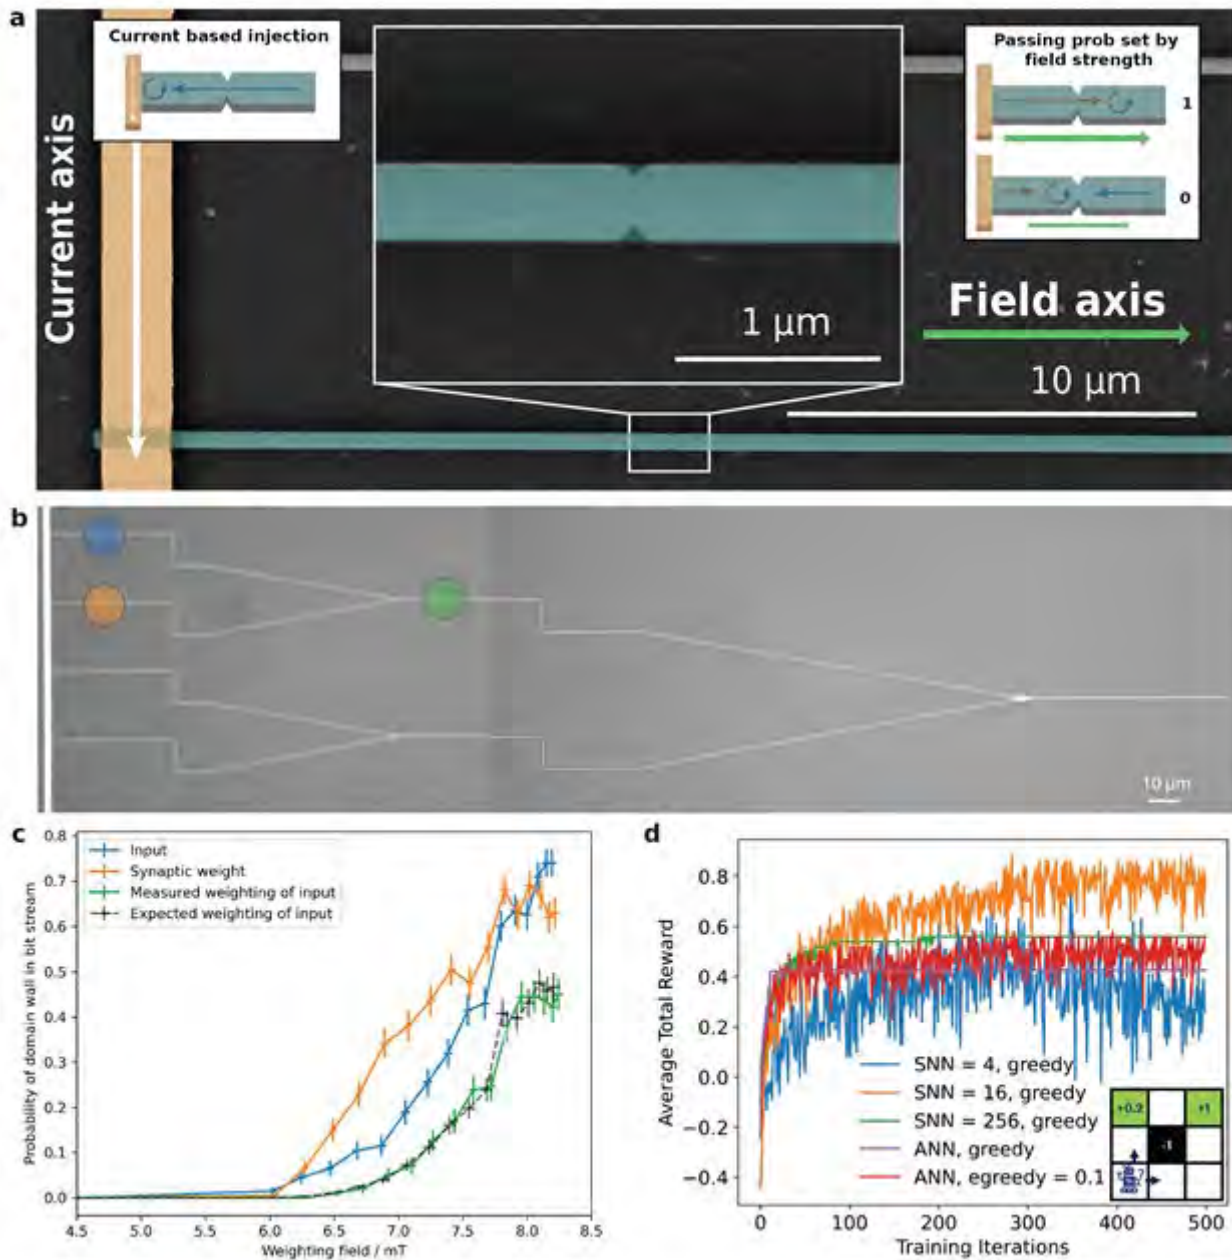 a
Current based injection
Current axis
1 μm
Passing prob set by
field strength
1
0
Field axis
10 μm
b
10 μm
c
Probability of domain wall in bit stream
0.8
0.7
0.6
0.5
0.4
0.3
0.2
0.1
0.0
Input
Synaptic weight
Measured weighting of input
Expected weighting of input
4.5 5.0 5.5 6.0 6.5 7.0 7.5 8.0 8.5
Weighting field / mT
d
Average Total Reward
0.8
0.6
0.4
0.2
0.0
−0.2
−0.4
SNN = 4, greedy
SNN = 16, greedy
SNN = 256, greedy
ANN, greedy
ANN, egreedy = 0.1
+0.2 +1
-1
0 100 200 300 400 500
Training Iterations